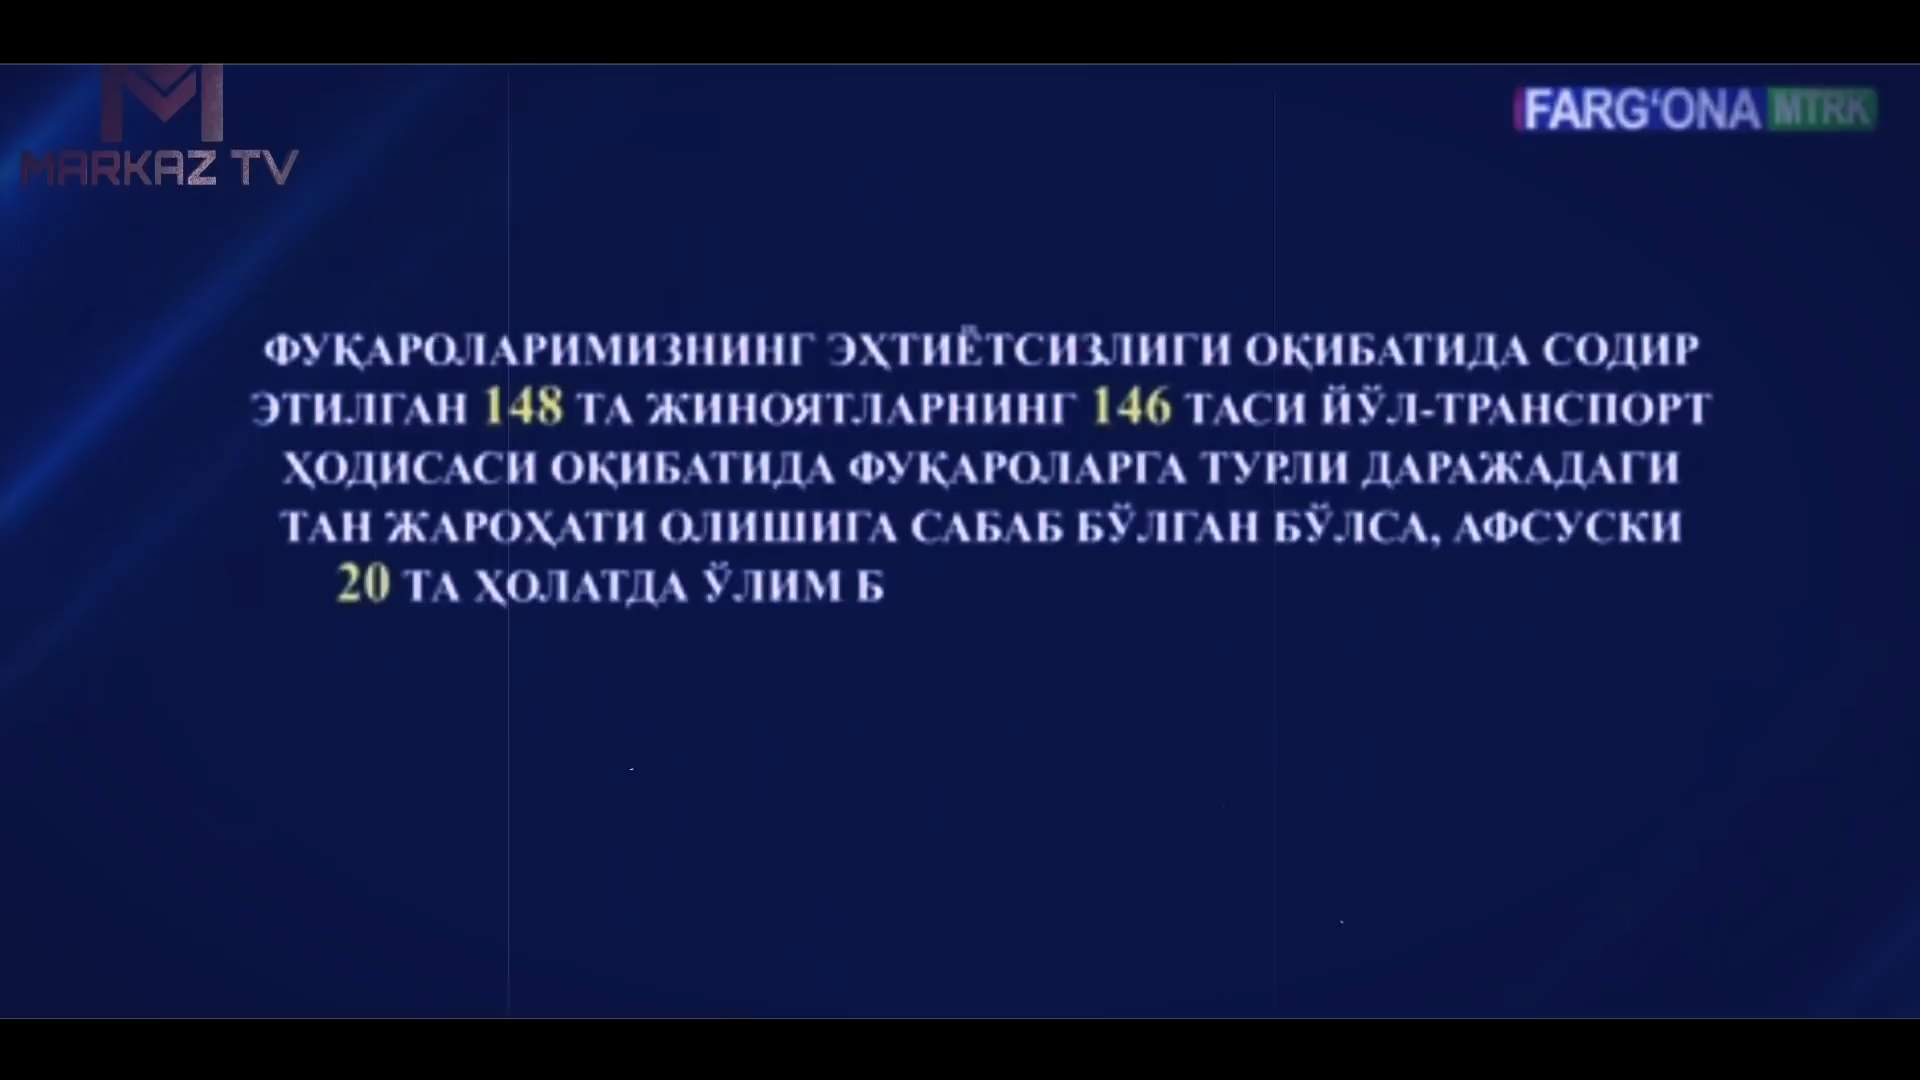 MARKAZ TV
FARG‘ONA MTRK
ФУҚАРОЛАРИМИЗНИНГ ЭҲТИЁТСИЗЛИГИ ОҚИБАТИДА СОДИР
ЭТИЛГАН 148 ТА ЖИНОЯТЛАРНИНГ 146 ТАСИ ЙЎЛ-ТРАНСПОРТ
ҲОДИСАСИ ОҚИБАТИДА ФУҚАРОЛАРГА ТУРЛИ ДАРАЖАДАГИ
ТАН ЖАРОҲАТИ ОЛИШИГА САБАБ БЎЛГАН БЎЛСА, АФСУСКИ
20 ТА ҲОЛАТДА ЎЛИМ Б